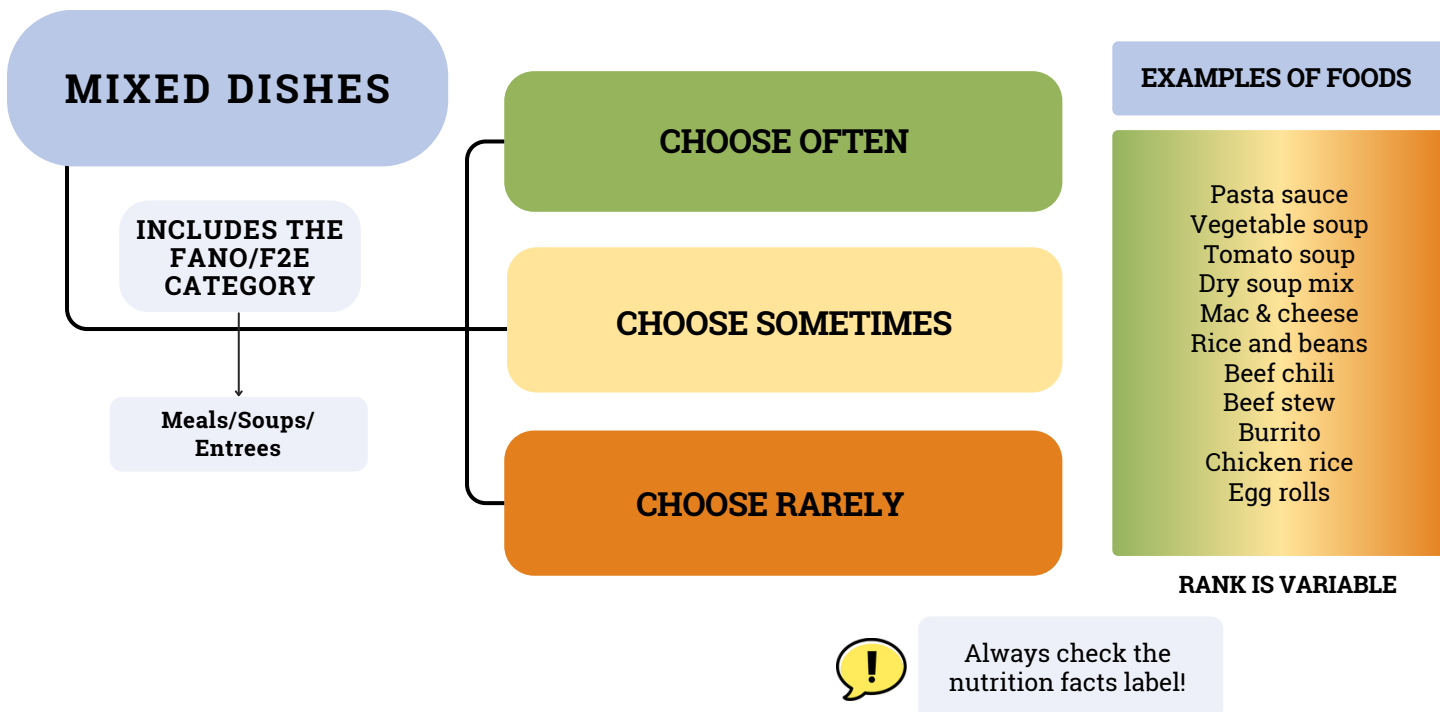 MIXED DISHES
INCLUDES THE
FANO/F2E
CATEGORY
Meals/Soups/
Entrees
CHOOSE OFTEN
CHOOSE SOMETIMES
CHOOSE RARELY
EXAMPLES OF FOODS
Pasta sauce
Vegetable soup
Tomato soup
Dry soup mix
Mac & cheese
Rice and beans
Beef chili
Beef stew
Burrito
Chicken rice
Egg rolls
RANK IS VARIABLE
!
Always check the
nutrition facts label!